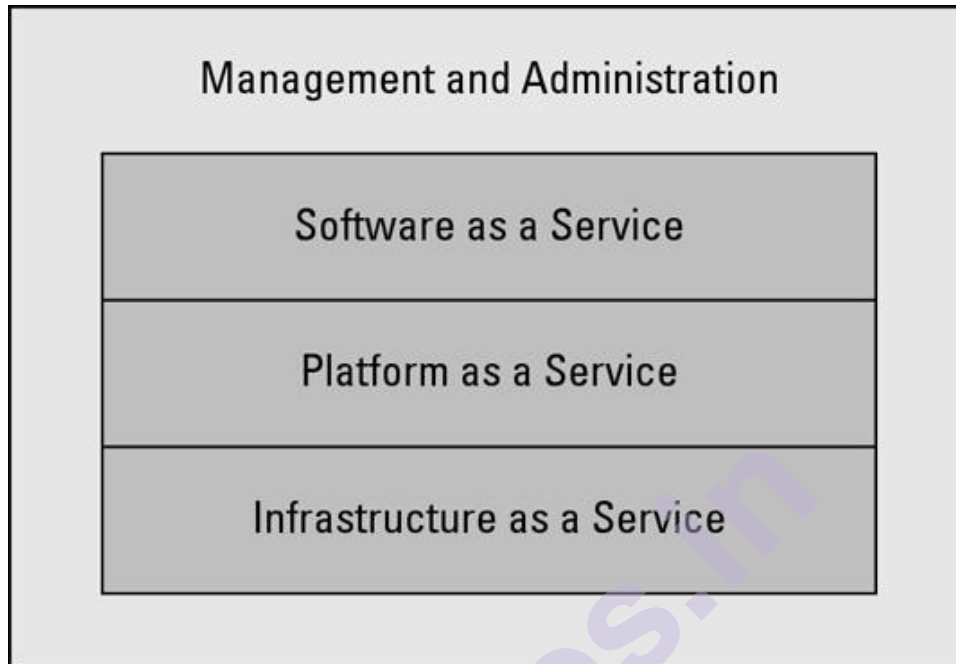 Management and Administration
Software as a Service
Platform as a Service
Infrastructure as a Service